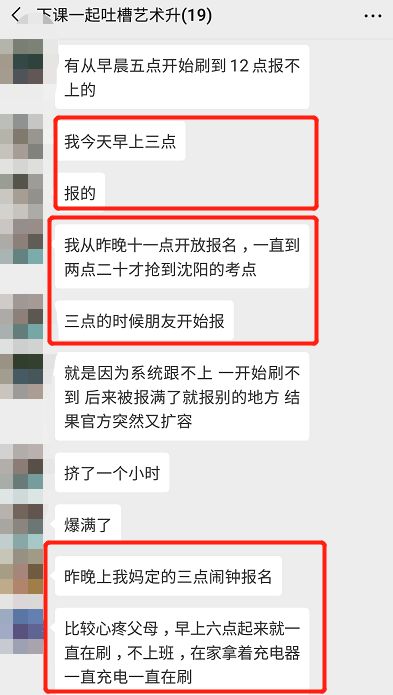 下课一起吐槽艺术升(19)
有从早晨五点开始刷到 12 点报不
上的
我今天早上三点
报的
我从昨晚十一点开放报名，一直到
两点二十才抢到沈阳的考点
三点的时候朋友开始报
就是因为系统跟不上 一开始刷不
到 后来被报满了就报别的地方 结
果官方突然又扩容
挤了一个小时
爆满了
昨晚上我妈定的三点闹钟报名
比较心疼父母，早上六点起来就一
直在刷，不上班，在家拿着充电器
一直充电一直在刷